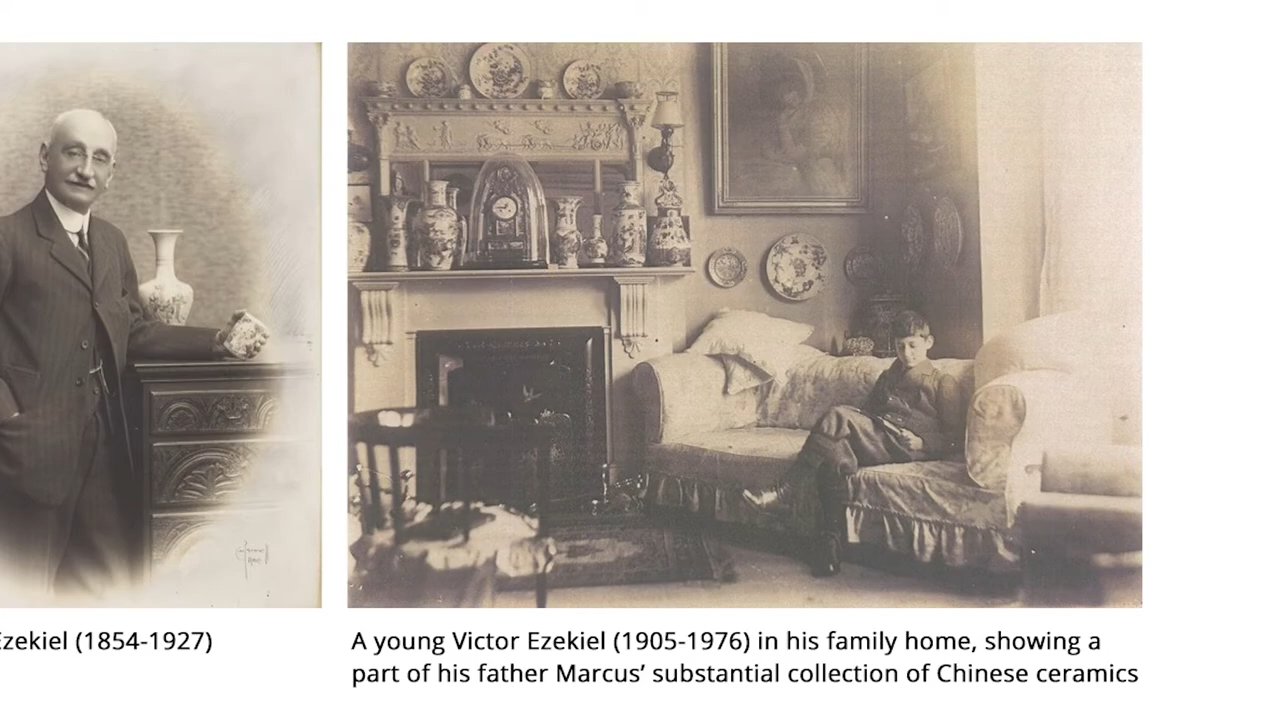 Ezekiel (1854-1927)
A young Victor Ezekiel (1905-1976) in his family home, showing a
part of his father Marcus’ substantial collection of Chinese ceramics